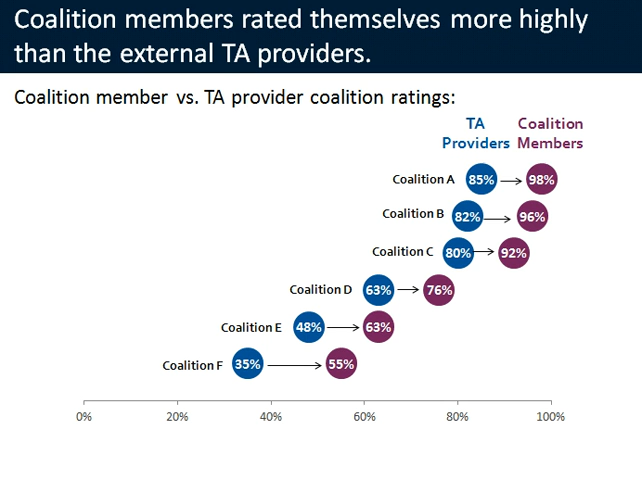 Coalition members rated themselves more highly
than the external TA providers.
Coalition member vs. TA provider coalition ratings:
TA Providers
Coalition Members
Coalition A 85% 98%
Coalition B 82% 96%
Coalition C 80% 92%
Coalition D 63% 76%
Coalition E 48% 63%
Coalition F 35% 55%
0% 20% 40% 60% 80% 100%